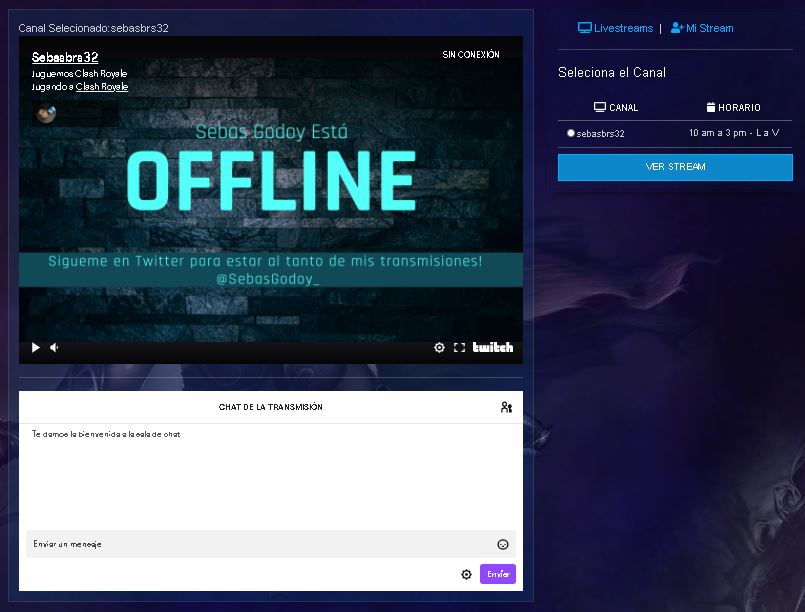 Canal Selecionado:sebasbrs32
Sebasbrs32
Juguemos Clash Royale
Jugando a Clash Royale
SIN CONEXIÓN
Sebas Godoy Está
OFFLINE
Sigueme en Twitter para estar al tanto de mis transmisiones!
@SebasGodoy_
twitch
CHAT DE LA TRANSMISIÓN
Te damos la bienvenida a la sala de chat
Enviar un mensaje
Enviar
Livestreams | Mi Stream
Seleciona el Canal
CANAL HORARIO
sebasbrs32 10 am a 3 pm - L a V
VER STREAM